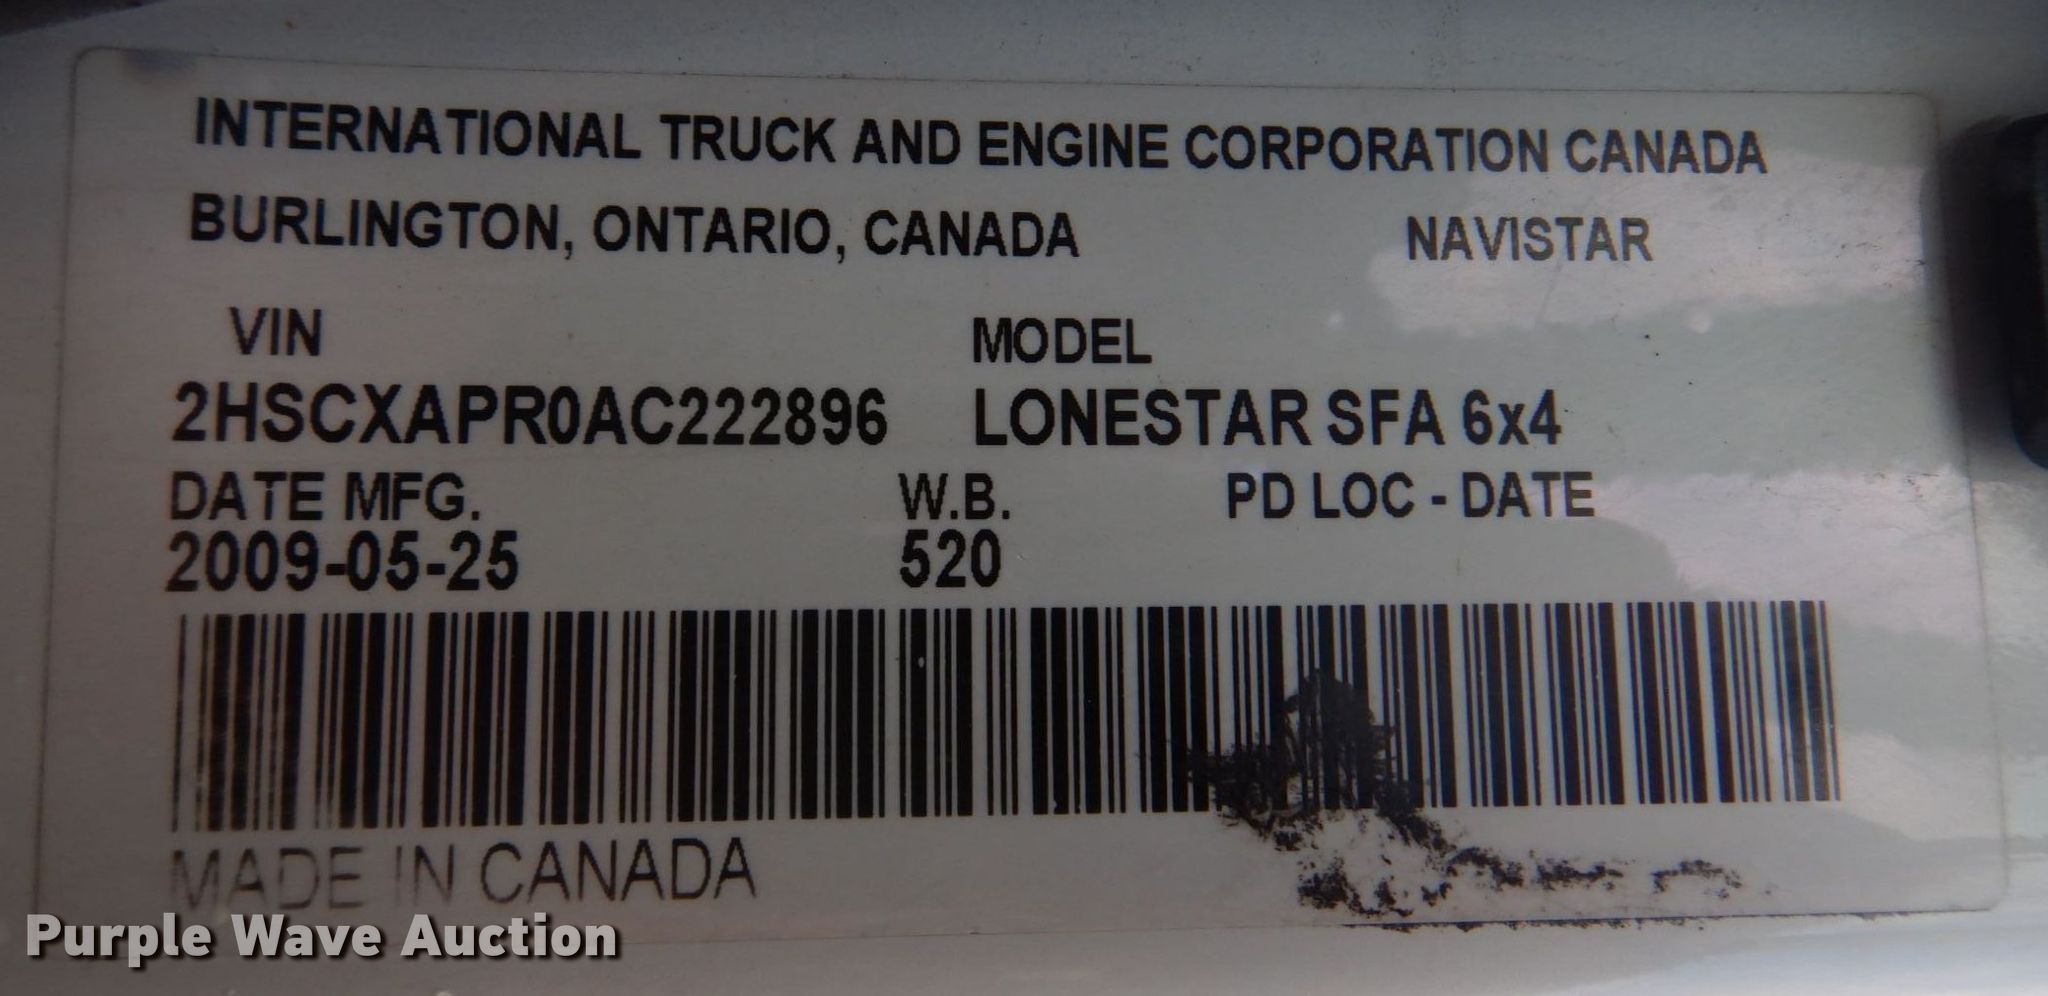 INTERNATIONAL TRUCK AND ENGINE CORPORATION CANADA
BURLINGTON, ONTARIO, CANADA NAVISTAR
VIN MODEL
2HSCXAPR0AC222896 LONESTAR SFA 6x4
DATE MFG. W.B. PD LOC - DATE
2009-05-25 520
MADE IN CANADA
Purple Wave Auction